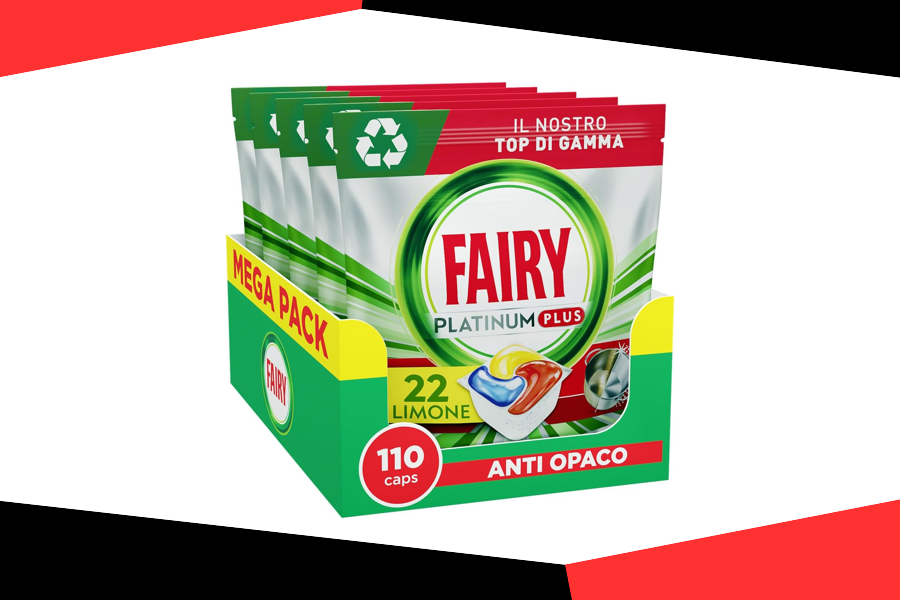 IL NOSTRO
TOP DI GAMMA
FAIRY
PLATINUM PLUS
MEGA PACK
FAIRY
22
LIMONE
110
caps
ANTI OPACO